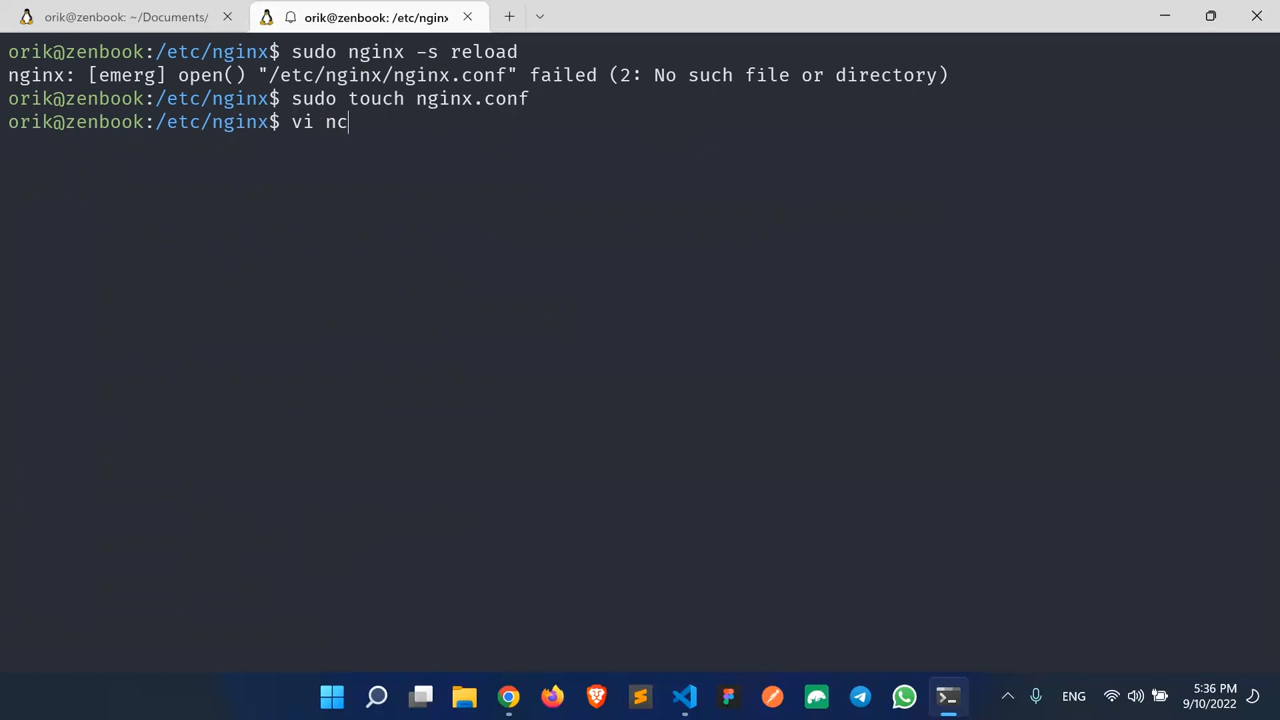 orik@zenbook: ~/Documents/
orik@zenbook: /etc/nginx
orik@zenbook:/etc/nginx$ sudo nginx -s reload
nginx: [emerg] open() "/etc/nginx/nginx.conf" failed (2: No such file or directory)
orik@zenbook:/etc/nginx$ sudo touch nginx.conf
orik@zenbook:/etc/nginx$ vi nc
ENG
5:36 PM
9/10/2022